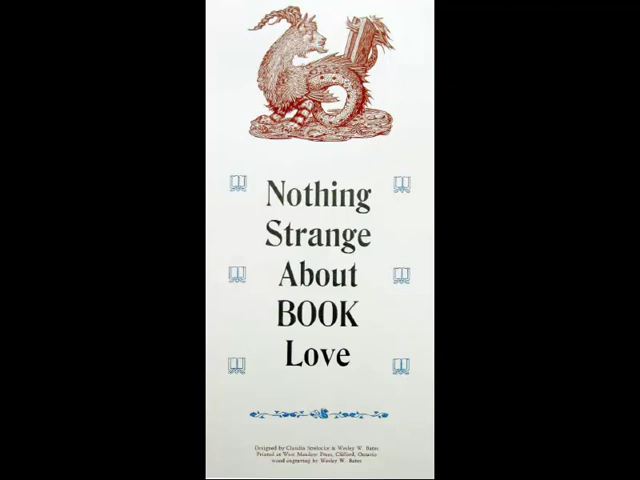 Nothing
Strange
About
BOOK
Love
Designed by Claudia & Wesley W. Bates
Printed at West Meadow Press, Clifford, Ontario
wood engraving by Wesley W. Bates